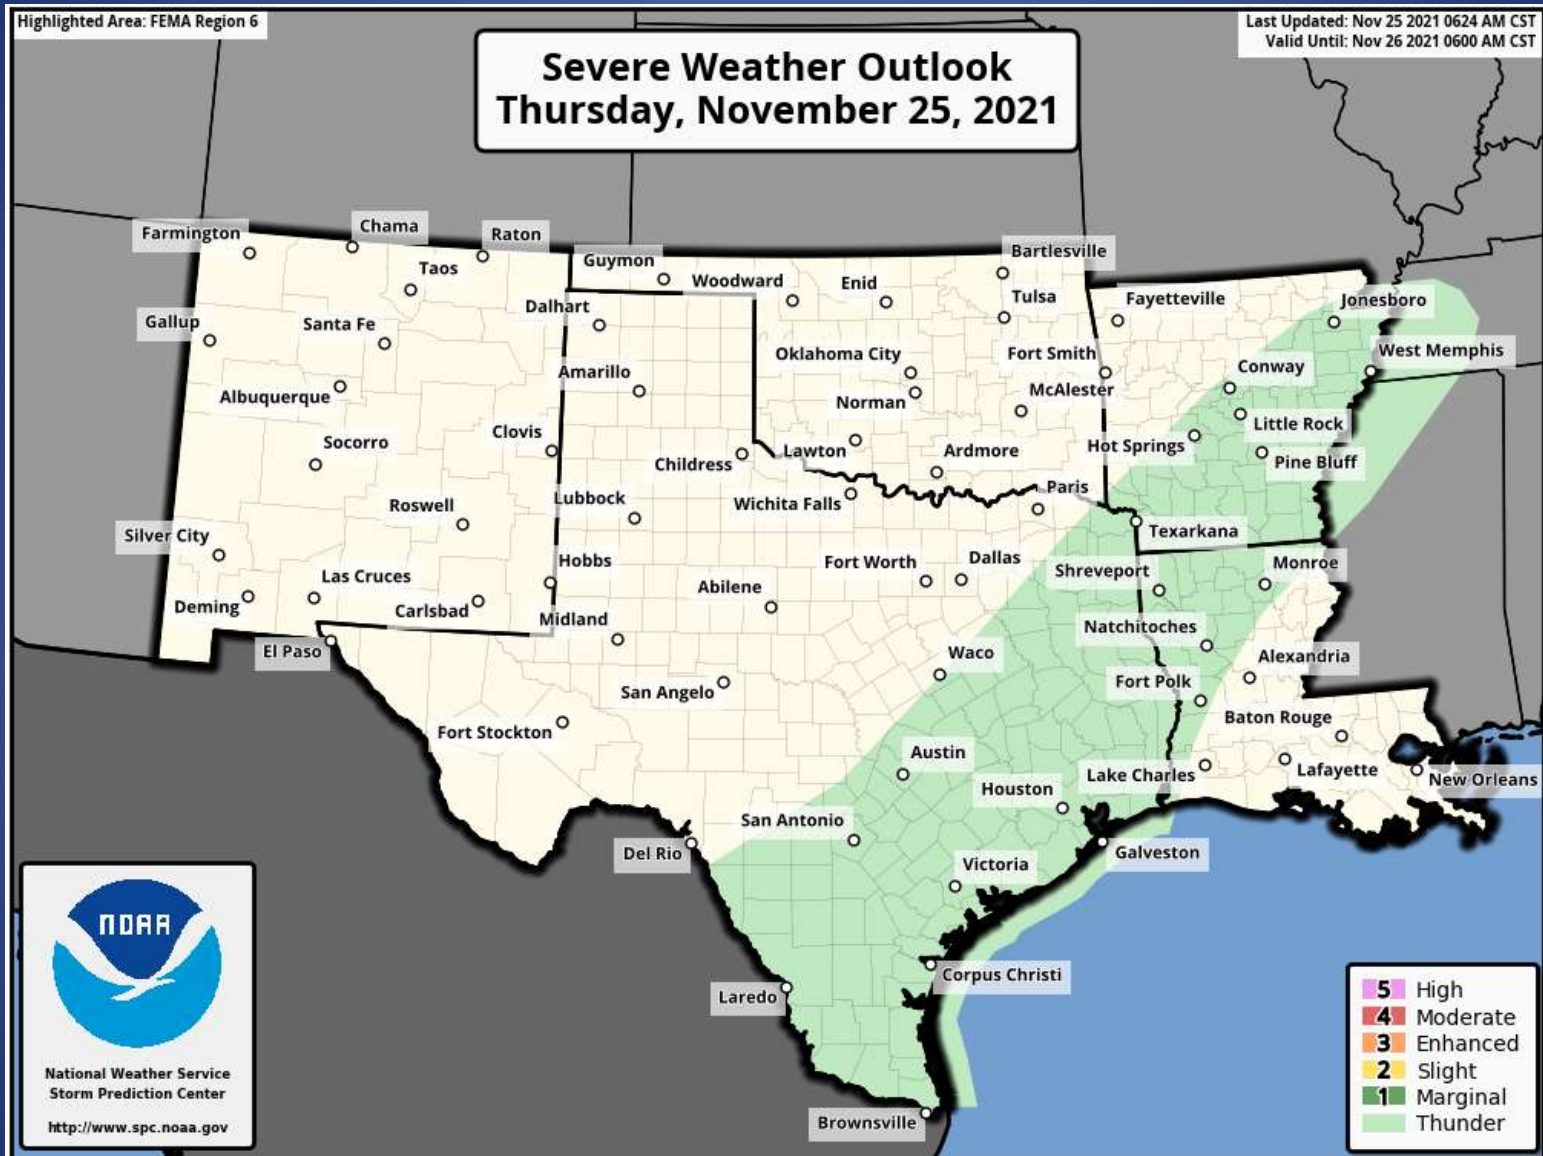 Highlighted Area: FEMA Region 6
Last Updated: Nov 25 2021 0624 AM CST
Valid Until: Nov 26 2021 0600 AM CST
Severe Weather Outlook
Thursday, November 25, 2021
Farmington
Chama
Raton
Taos
Guymon
Woodward
Enid
Bartlesville
Tulsa
Fayetteville
Jonesboro
Gallup
Santa Fe
Dalhart
Oklahoma City
Fort Smith
West Memphis
Conway
Albuquerque
Amarillo
Norman
McAlester
Little Rock
Socorro
Clovis
Childress
Lawton
Ardmore
Hot Springs
Pine Bluff
Roswell
Lubbock
Wichita Falls
Paris
Texarkana
Silver City
Las Cruces
Hobbs
Fort Worth
Dallas
Shreveport
Monroe
Deming
Carlsbad
Midland
Abilene
Natchitoches
El Paso
San Angelo
Waco
Alexandria
Fort Polk
Fort Stockton
Baton Rouge
Austin
Lake Charles
Lafayette
New Orleans
Houston
San Antonio
Del Rio
Galveston
Victoria
Corpus Christi
Laredo
Brownsville
NOAA
National Weather Service
Storm Prediction Center
http://www.spc.noaa.gov
5 High
4 Moderate
3 Enhanced
2 Slight
1 Marginal
Thunder